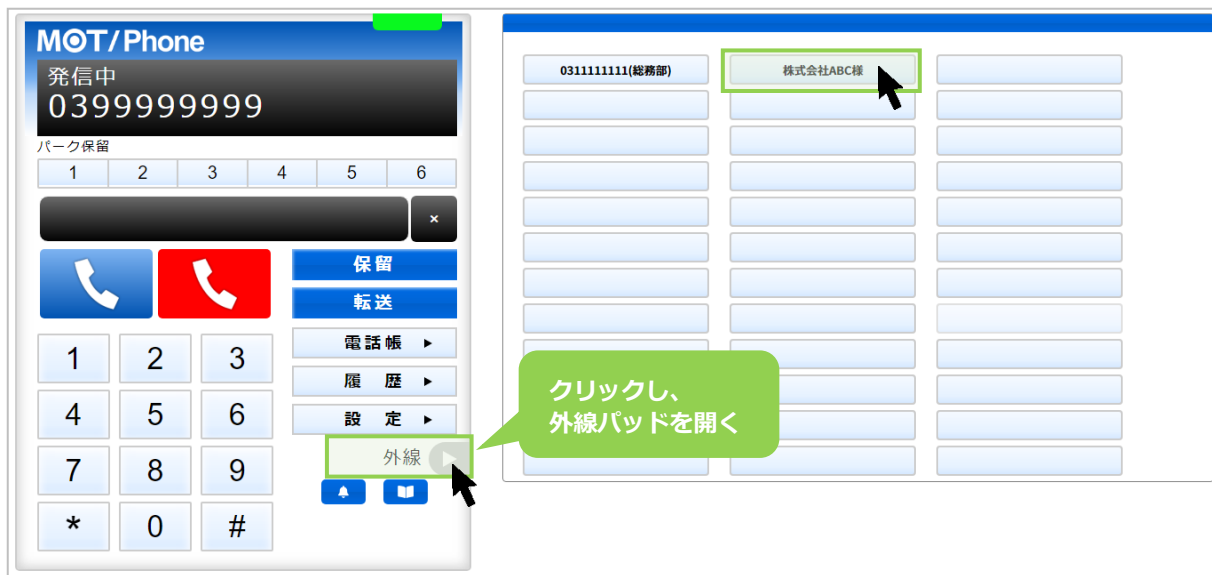 MOT/Phone
発信中
0399999999
パーク保留
1 2 3 4 5 6
×
保留
転送
電話帳 ▶
履 歴 ▶
設 定 ▶
外線 ▶
1 2 3
4 5 6
7 8 9
* 0 #
0311111111(総務部) 株式会社ABC様
クリックし、
外線パッドを開く